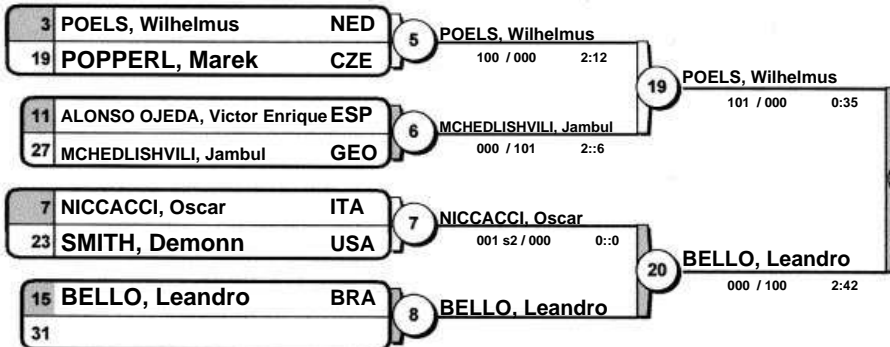 3 POELS, Wilhelmus NED
19 POPPERL, Marek CZE
5 POELS, Wilhelmus
100 / 000 2:12
11 ALONSO OJEDA, Victor Enrique ESP
27 MCHEDLISHVILI, Jambul GEO
6 MCHEDLISHVILI, Jambul
000 / 101 2::6
19 POELS, Wilhelmus
101 / 000 0:35
7 NICCACCI, Oscar ITA
23 SMITH, Demonn USA
7 NICCACCI, Oscar
001 s2 / 000 0::0
15 BELLO, Leandro BRA
31
8 BELLO, Leandro
20 BELLO, Leandro
000 / 100 2:42